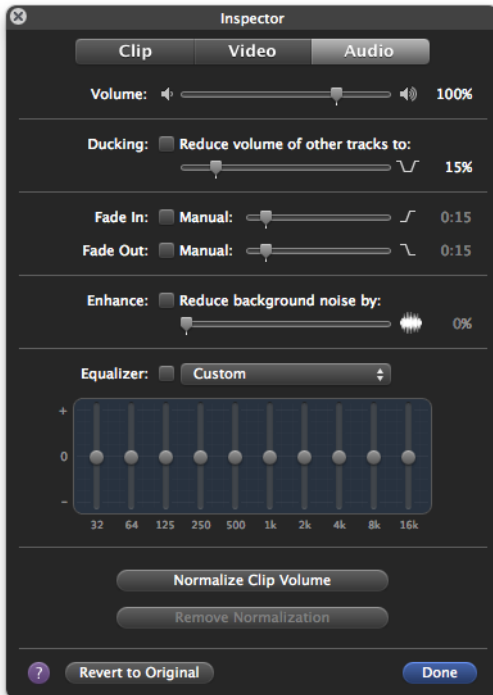 Inspector
Clip Video Audio
Volume: 100%
Ducking: Reduce volume of other tracks to:
15%
Fade In: Manual: 0:15
Fade Out: Manual: 0:15
Enhance: Reduce background noise by:
0%
Equalizer: Custom
+
0
-
32 64 125 250 500 1k 2k 4k 8k 16k
Normalize Clip Volume
Remove Normalization
? Revert to Original Done